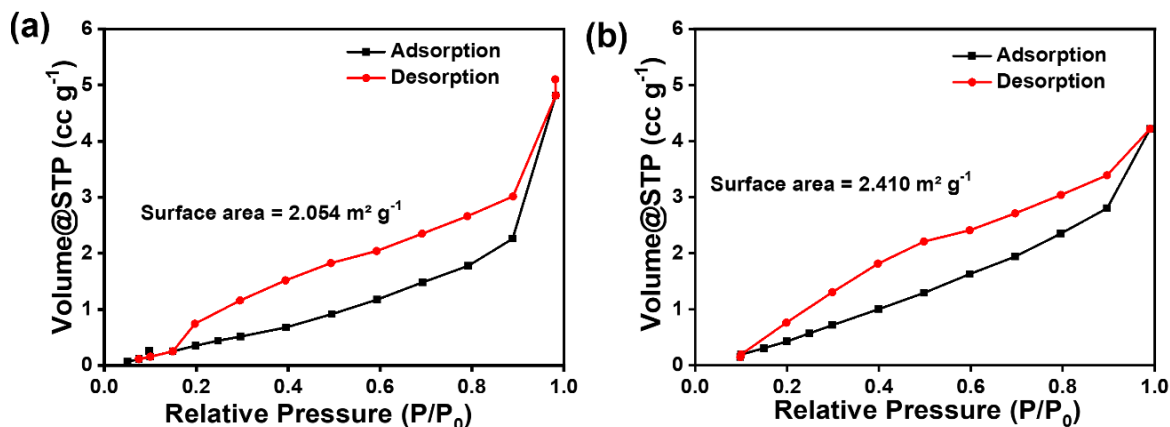 (a)
Volume@STP (cc g⁻¹)
6
5
4
3
2
1
0
Adsorption
Desorption
Surface area = 2.054 m² g⁻¹
0.0 0.2 0.4 0.6 0.8 1.0
Relative Pressure (P/P₀)
(b)
Volume@STP (cc g⁻¹)
6
5
4
3
2
1
0
Adsorption
Desorption
Surface area = 2.410 m² g⁻¹
0.0 0.2 0.4 0.6 0.8 1.0
Relative Pressure (P/P₀)